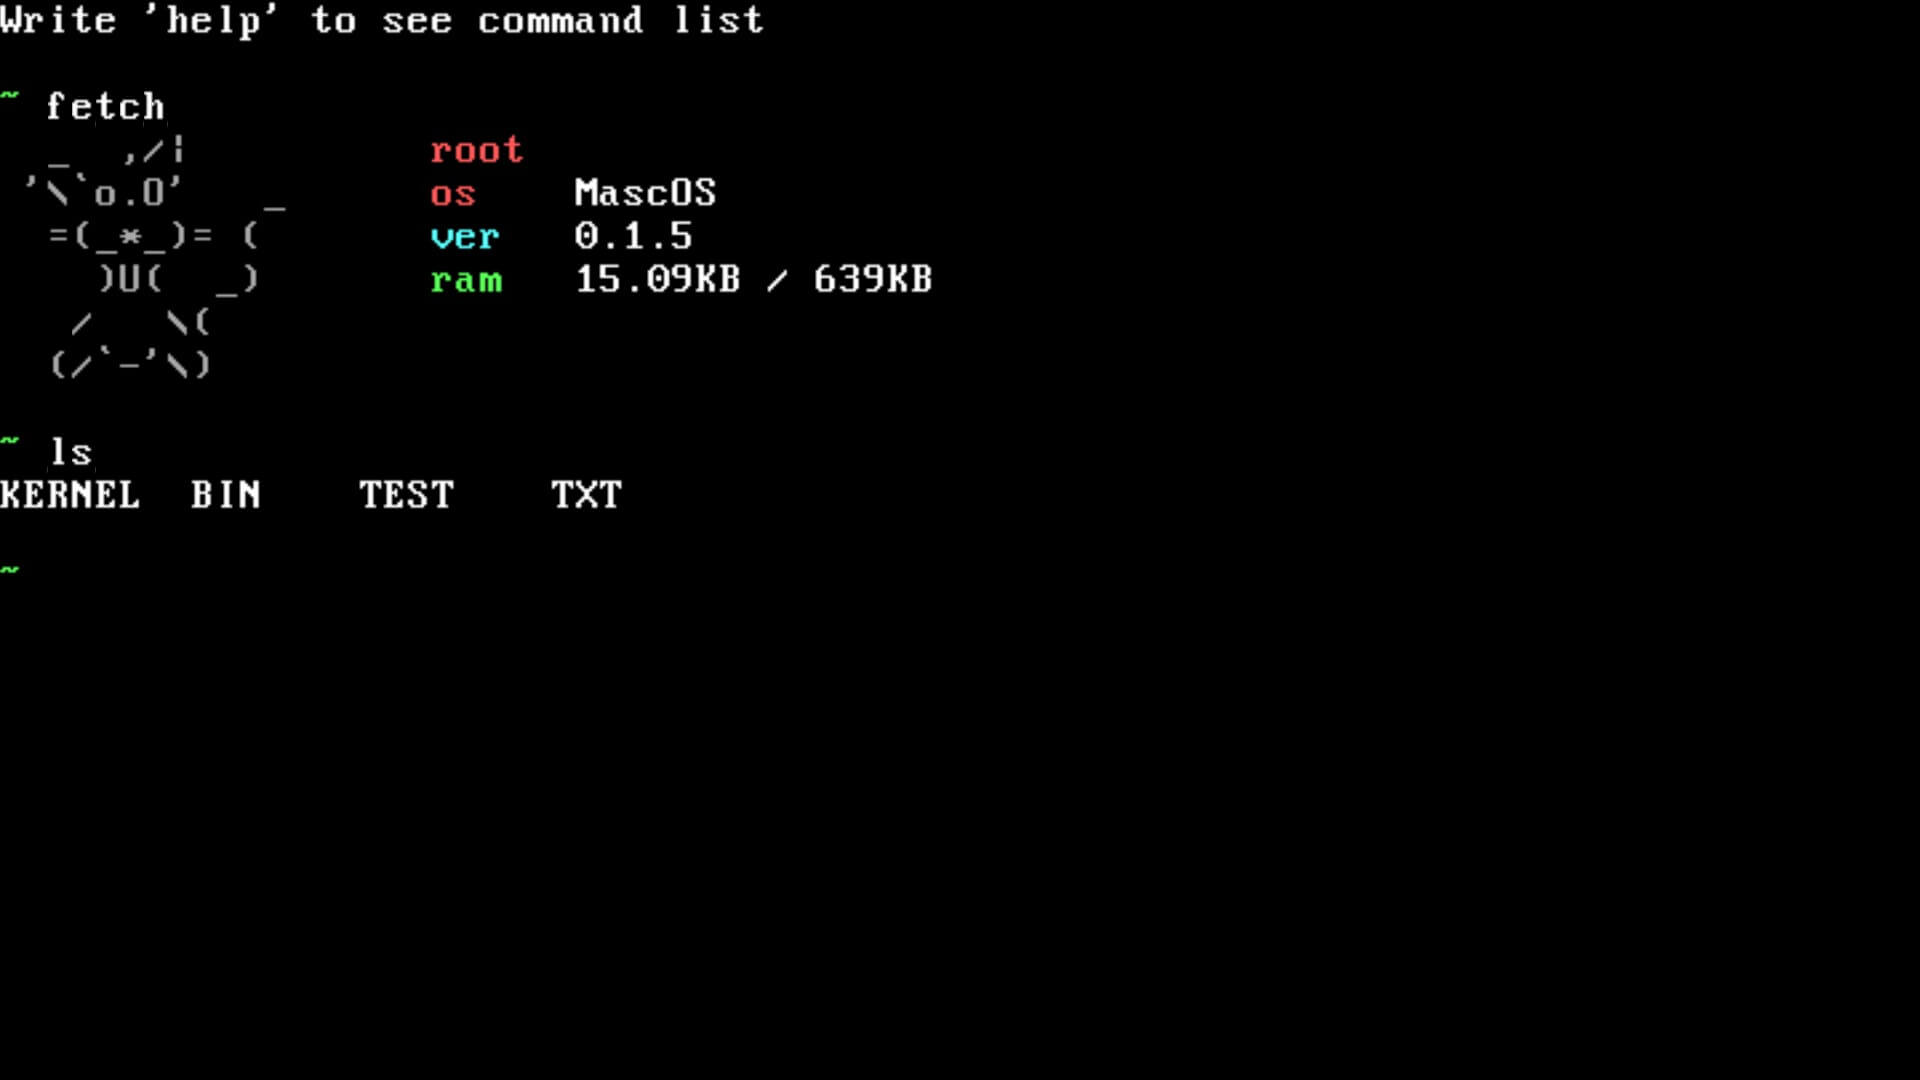 Write 'help' to see command list
~ fetch
 _  ,/¦            root
'\`o.O'    _      os    MascOS
 =(_*_)= (        ver   0.1.5
   )U(  _)        ram   15.09KB / 639KB
  /   \(
 (/`-'\)
~ ls
KERNEL  BIN    TEST    TXT
~